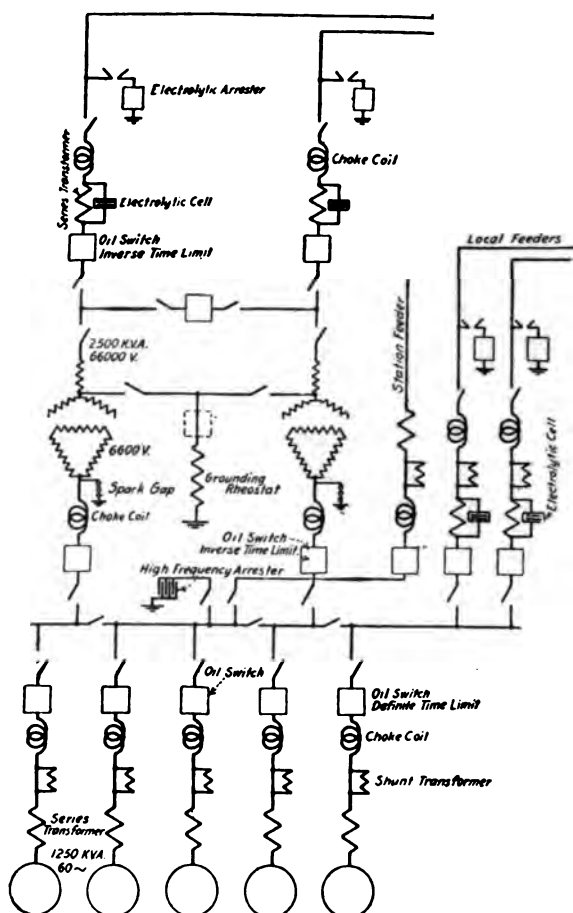 Electrolytic Arrester
Series Transformer
Choke Coil
Electrolytic Cell
Oil Switch
Inverse Time Limit
Local Feeders
2500 K.V.A.
66000 V.
Station Feeder
6600 V.
Spark Gap
Grounding
Rheostat
Electrolytic Cell
Choke Coil
Oil Switch
Inverse Time Limit
High Frequency Arrester
Oil Switch
Oil Switch
Definite Time Limit
Choke Coil
Shunt Transformer
Series
Transformer
1250 KVA.
60~